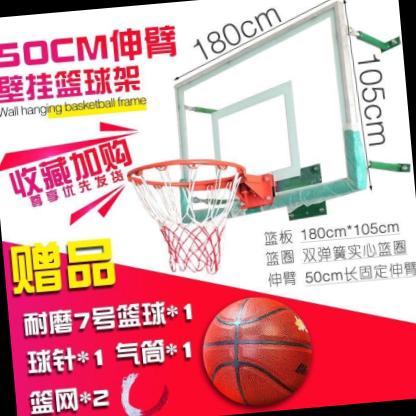 50CM伸臂
壁挂篮球架
Wall hanging basketball frame
180cm
105cm
收藏加购
尊享优先发货
篮板 180cm*105cm
篮圈 双弹簧实心篮圈
伸臂 50cm长固定伸臂
赠品
耐磨7号篮球*1
球针*1 气筒*1
篮网*2